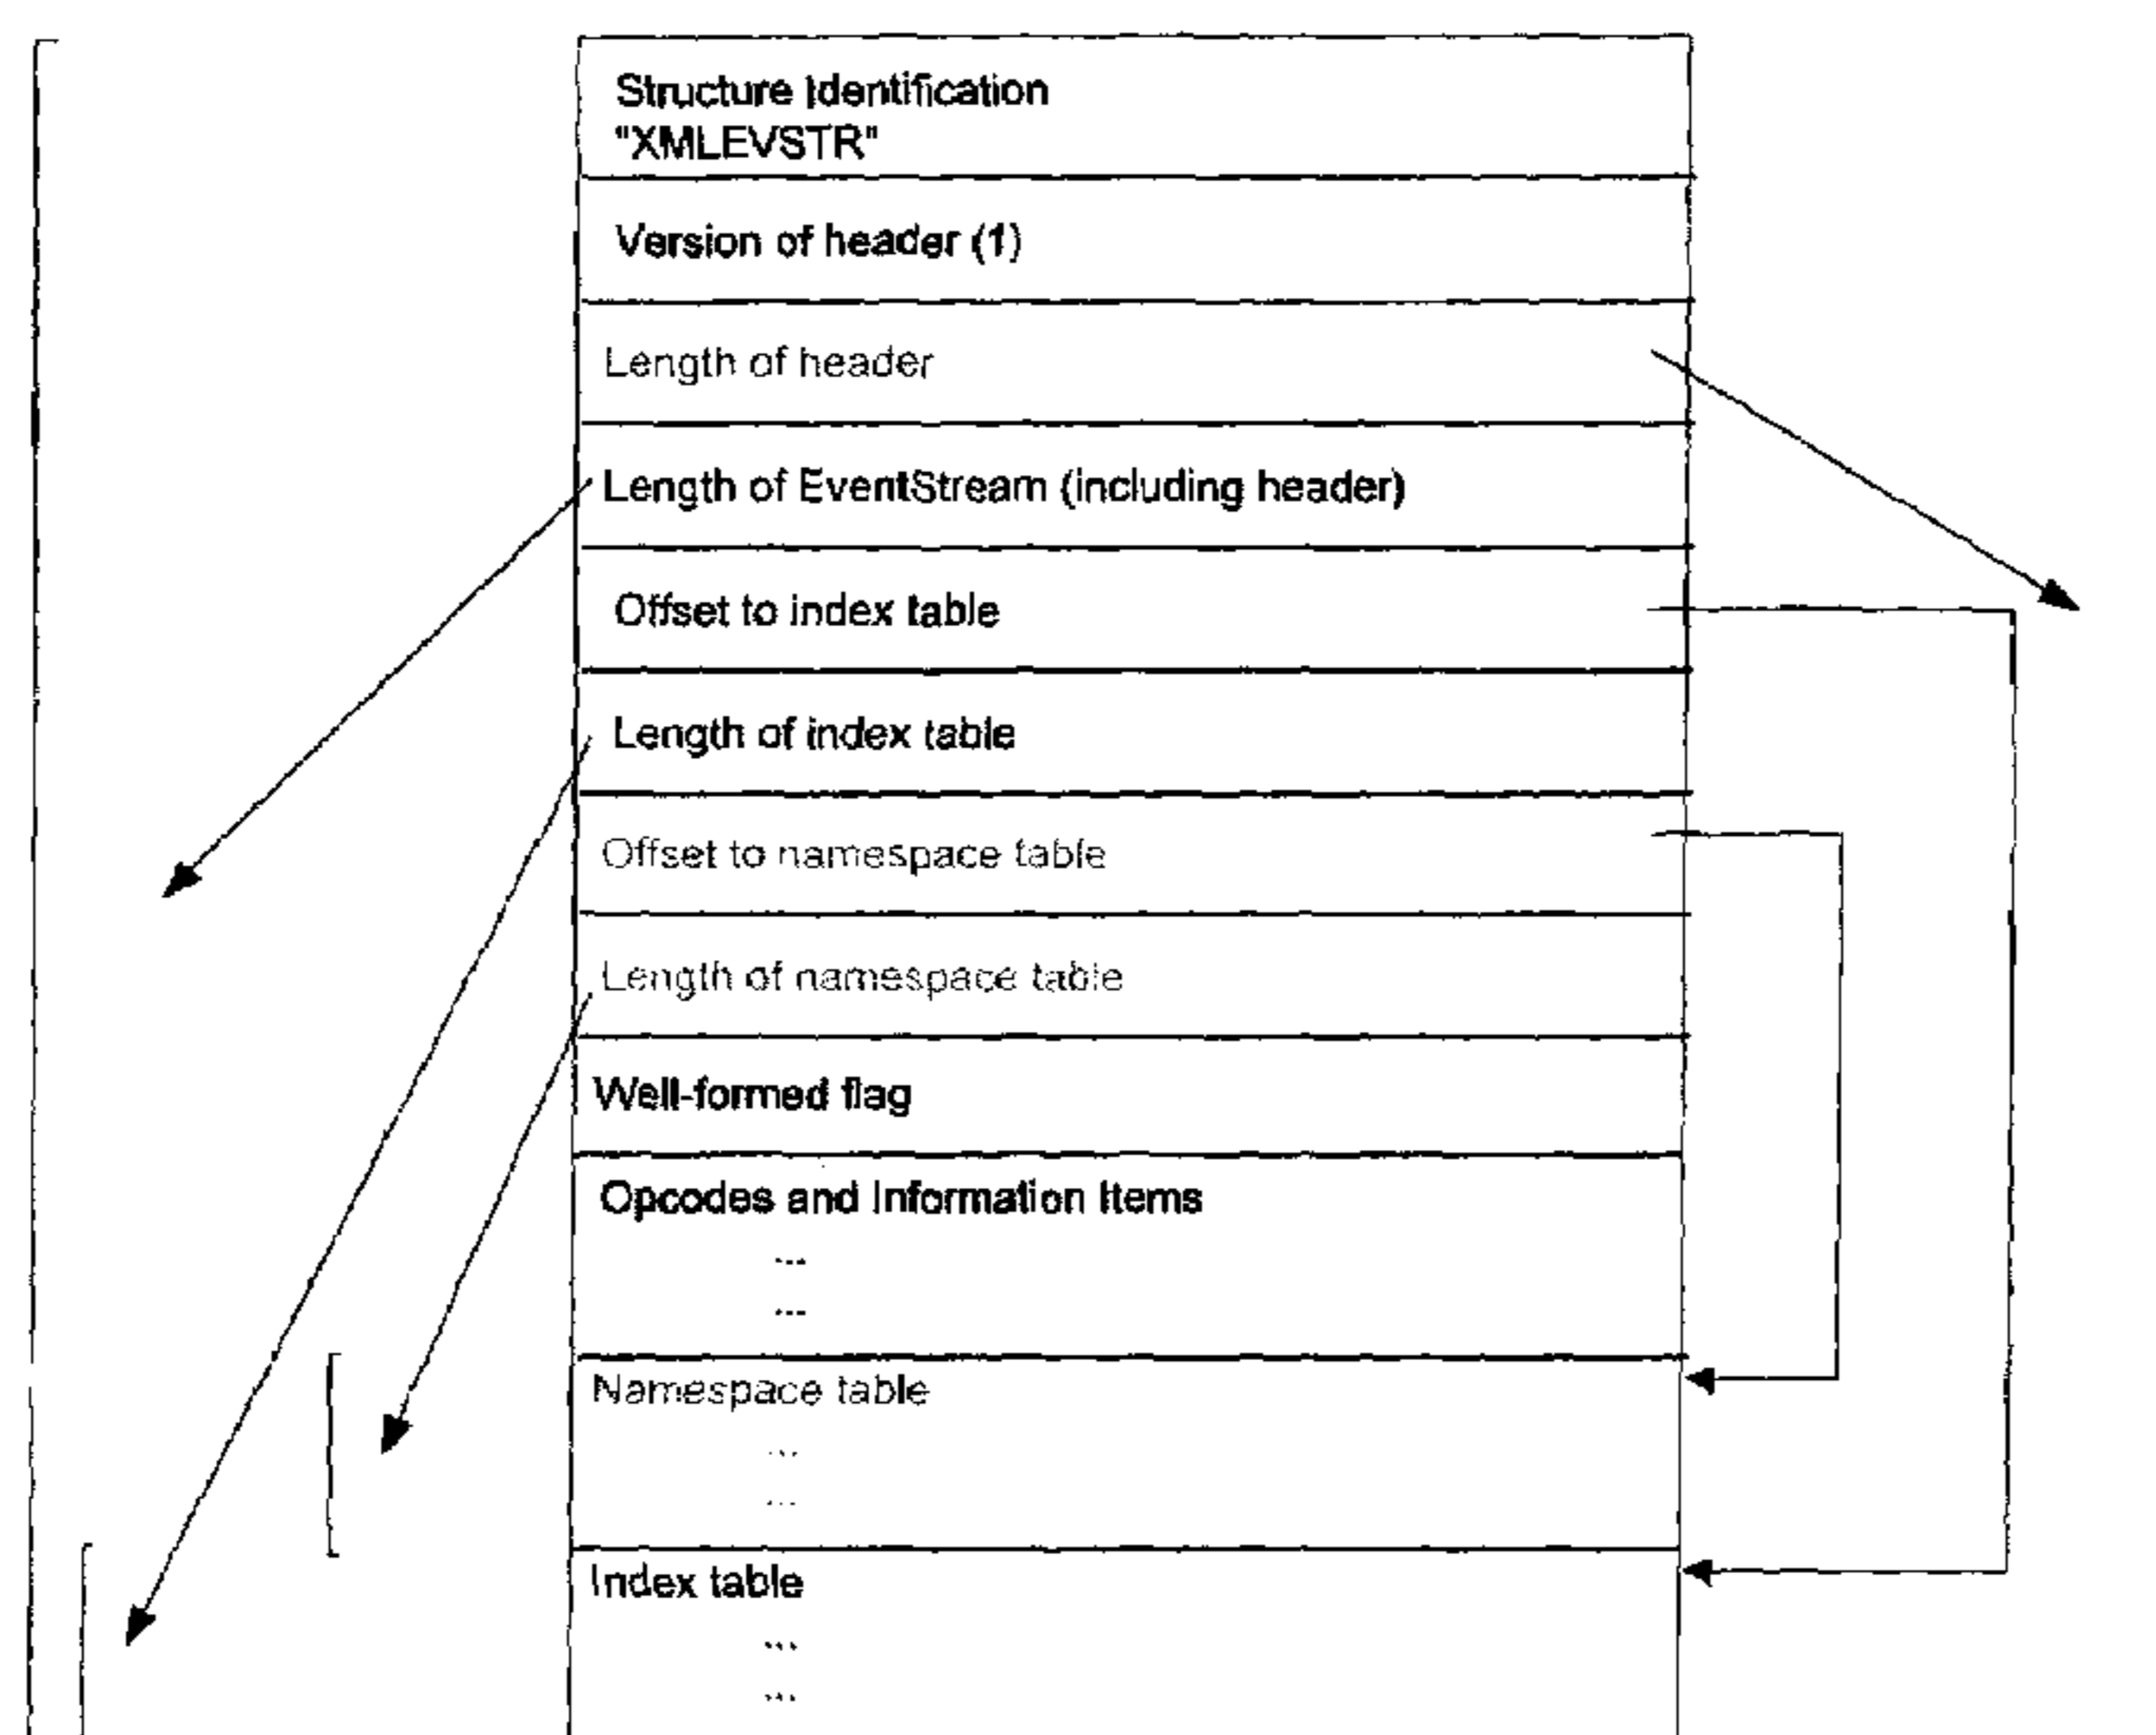 Structure Identification
"XMLEVSTR"
Version of header (1)
Length of header
Length of EventStream (including header)
Offset to index table
Length of index table
Offset to namespace table
Length of namespace table
Well-formed flag
Opcodes and Information Items
...
...
Namespace table
...
...
Index table
...
...